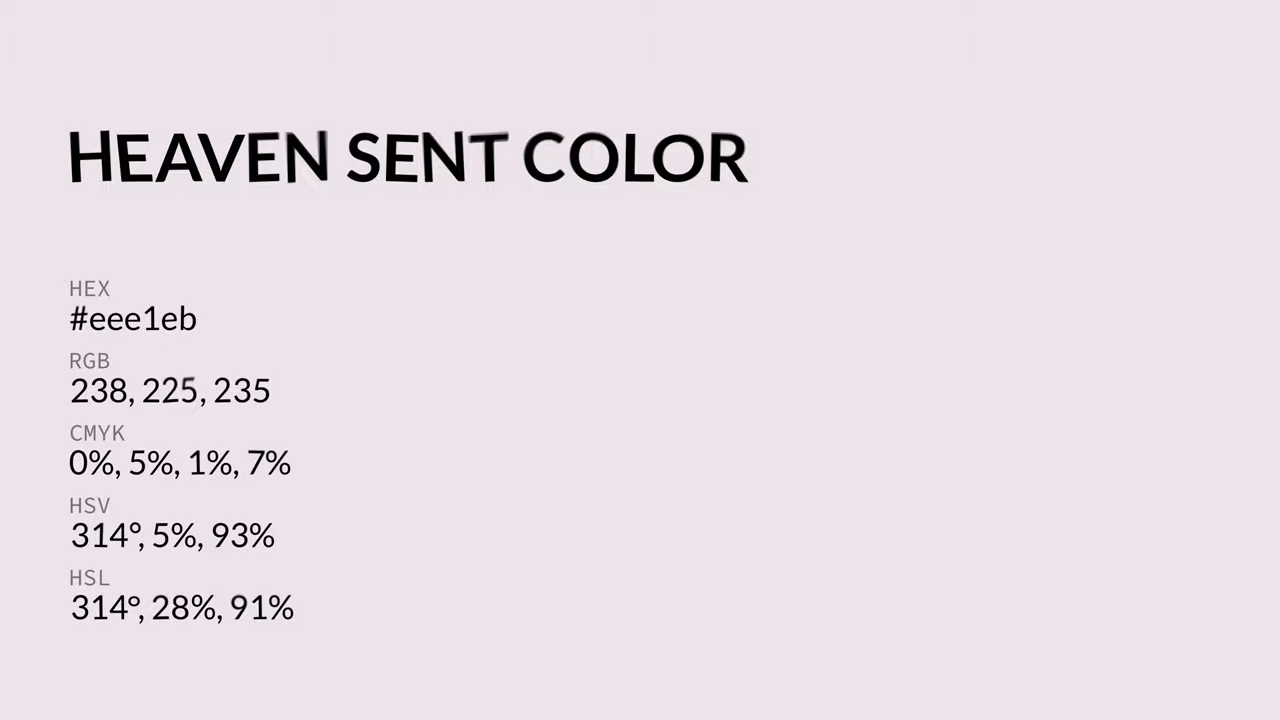 HEAVEN SENT COLOR
HEX
#eee1eb
RGB
238, 225, 235
CMYK
0%, 5%, 1%, 7%
HSV
314°, 5%, 93%
HSL
314°, 28%, 91%